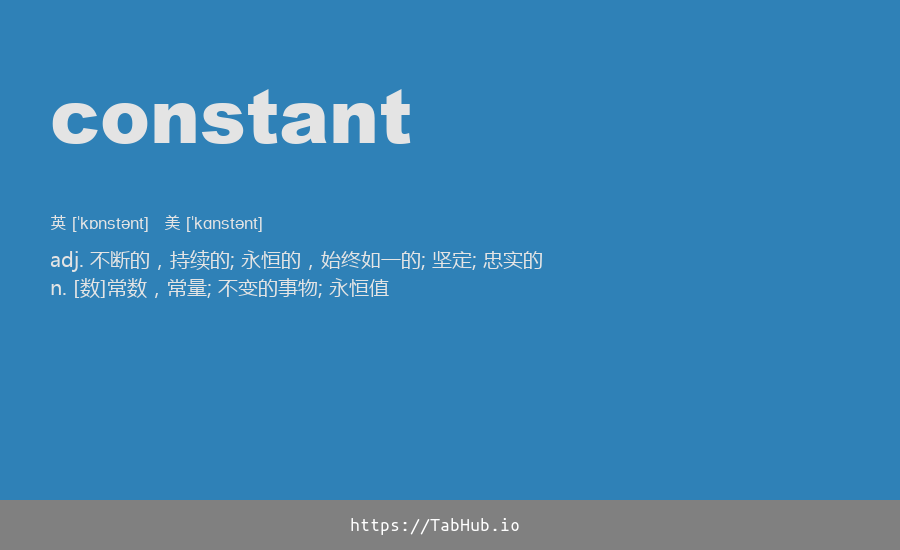 constant
英 [ˈkɒnstənt] 美 [ˈkɑnstənt]
adj. 不断的，持续的; 永恒的，始终如一的; 坚定; 忠实的
n. [数]常数，常量; 不变的事物; 永恒值
https://TabHub.io